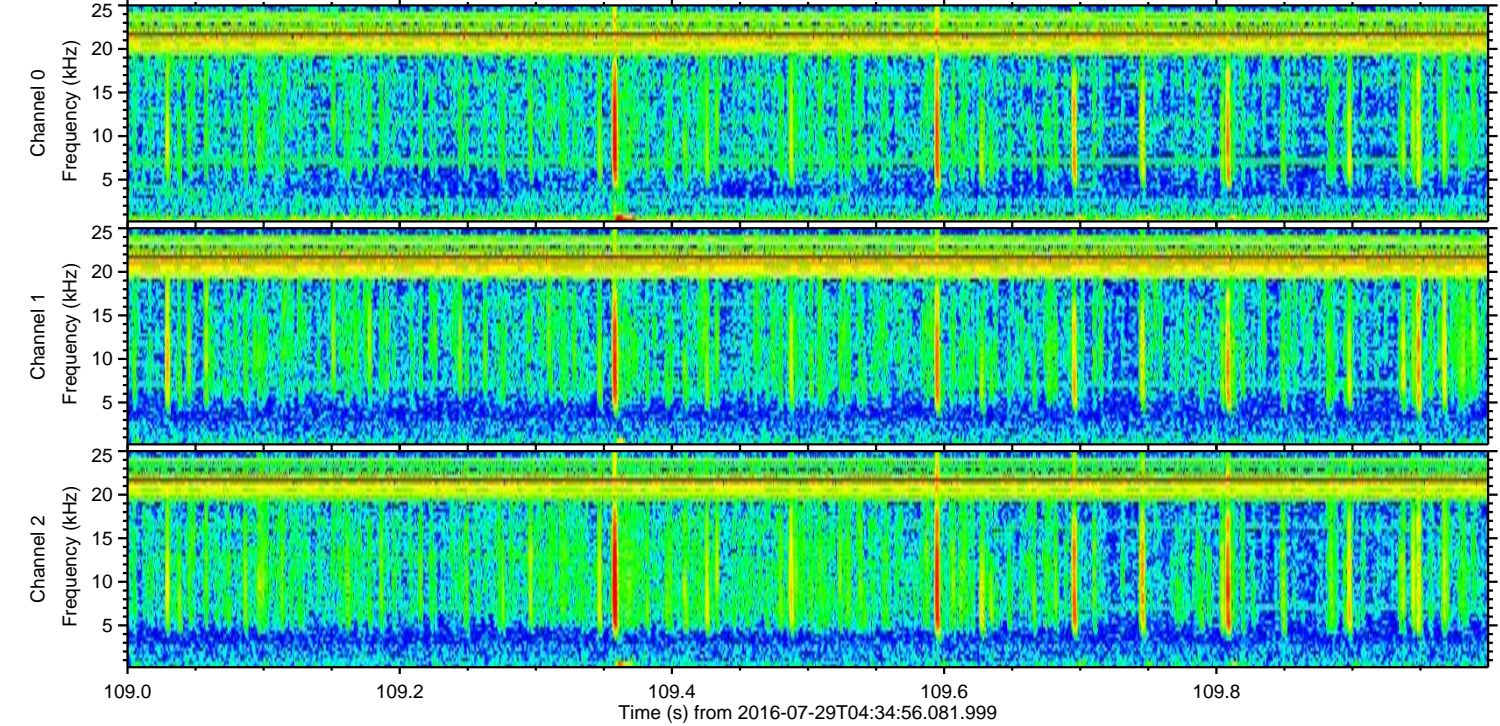 25
20
15
10
5
Channel 0
Frequency (kHz)
25
20
15
10
5
Channel 1
Frequency (kHz)
25
20
15
10
5
Channel 2
Frequency (kHz)
109.0 109.2 109.4 109.6 109.8
Time (s) from 2016-07-29T04:34:56.081.999